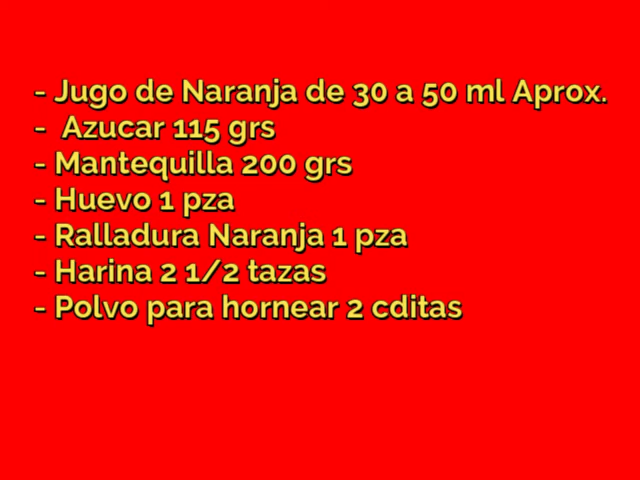 - Jugo de Naranja de 30 a 50 ml Aprox.
- Azucar 115 grs
- Mantequilla 200 grs
- Huevo 1 pza
- Ralladura Naranja 1 pza
- Harina 2 1/2 tazas
- Polvo para hornear 2 cditas